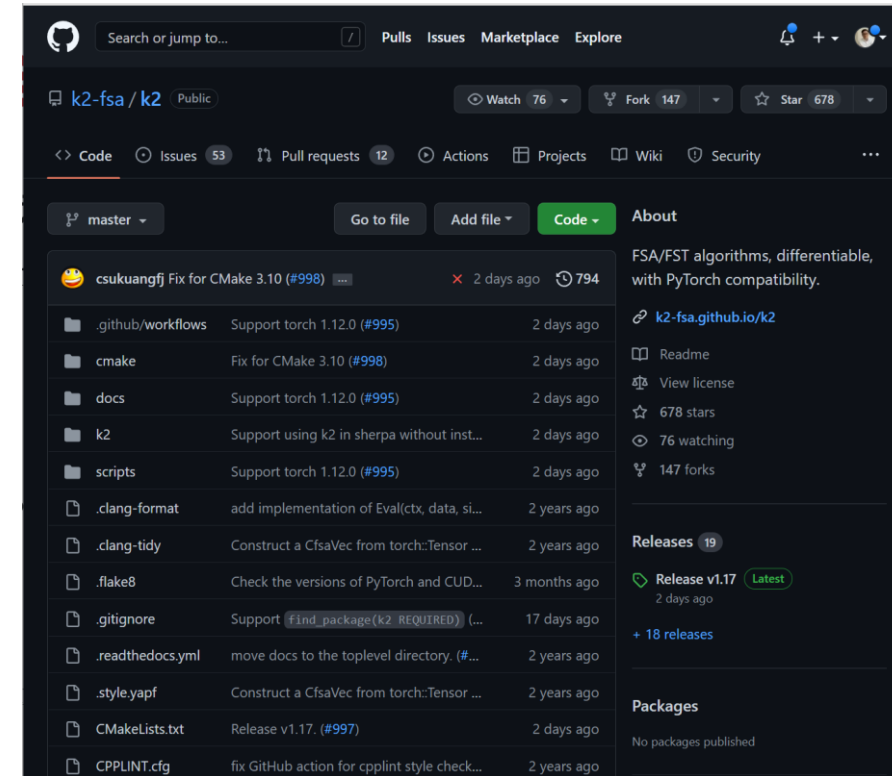 Search or jump to... / Pulls Issues Marketplace Explore
k2-fsa / k2 Public Watch 76 Fork 147 Star 678
Code Issues 53 Pull requests 12 Actions Projects Wiki Security ...
master Go to file Add file Code
csukuangfj Fix for CMake 3.10 (#998) ... 2 days ago 794
.github/workflows Support torch 1.12.0 (#995) 2 days ago
cmake Fix for CMake 3.10 (#998) 2 days ago
docs Support torch 1.12.0 (#995) 2 days ago
k2 Support using k2 in sherpa without inst... 2 days ago
scripts Support torch 1.12.0 (#995) 2 days ago
.clang-format add implementation of Eval(ctx, data, si... 2 years ago
.clang-tidy Construct a CfsaVec from torch::Tensor ... 2 years ago
.flake8 Check the versions of PyTorch and CUD... 3 months ago
.gitignore Support find_package(k2 REQUIRED) (... 17 days ago
.readthedocs.yml move docs to the toplevel directory. (#... 2 years ago
.style.yapf Construct a CfsaVec from torch::Tensor ... 2 years ago
CMakeLists.txt Release v1.17. (#997) 2 days ago
CPPLINT.cfg fix GitHub action for cpplint style check... 2 years ago
About
FSA/FST algorithms, differentiable,
with PyTorch compatibility.
k2-fsa.github.io/k2
Readme
View license
678 stars
76 watching
147 forks
Releases 19
Release v1.17 Latest
2 days ago
+ 18 releases
Packages
No packages published